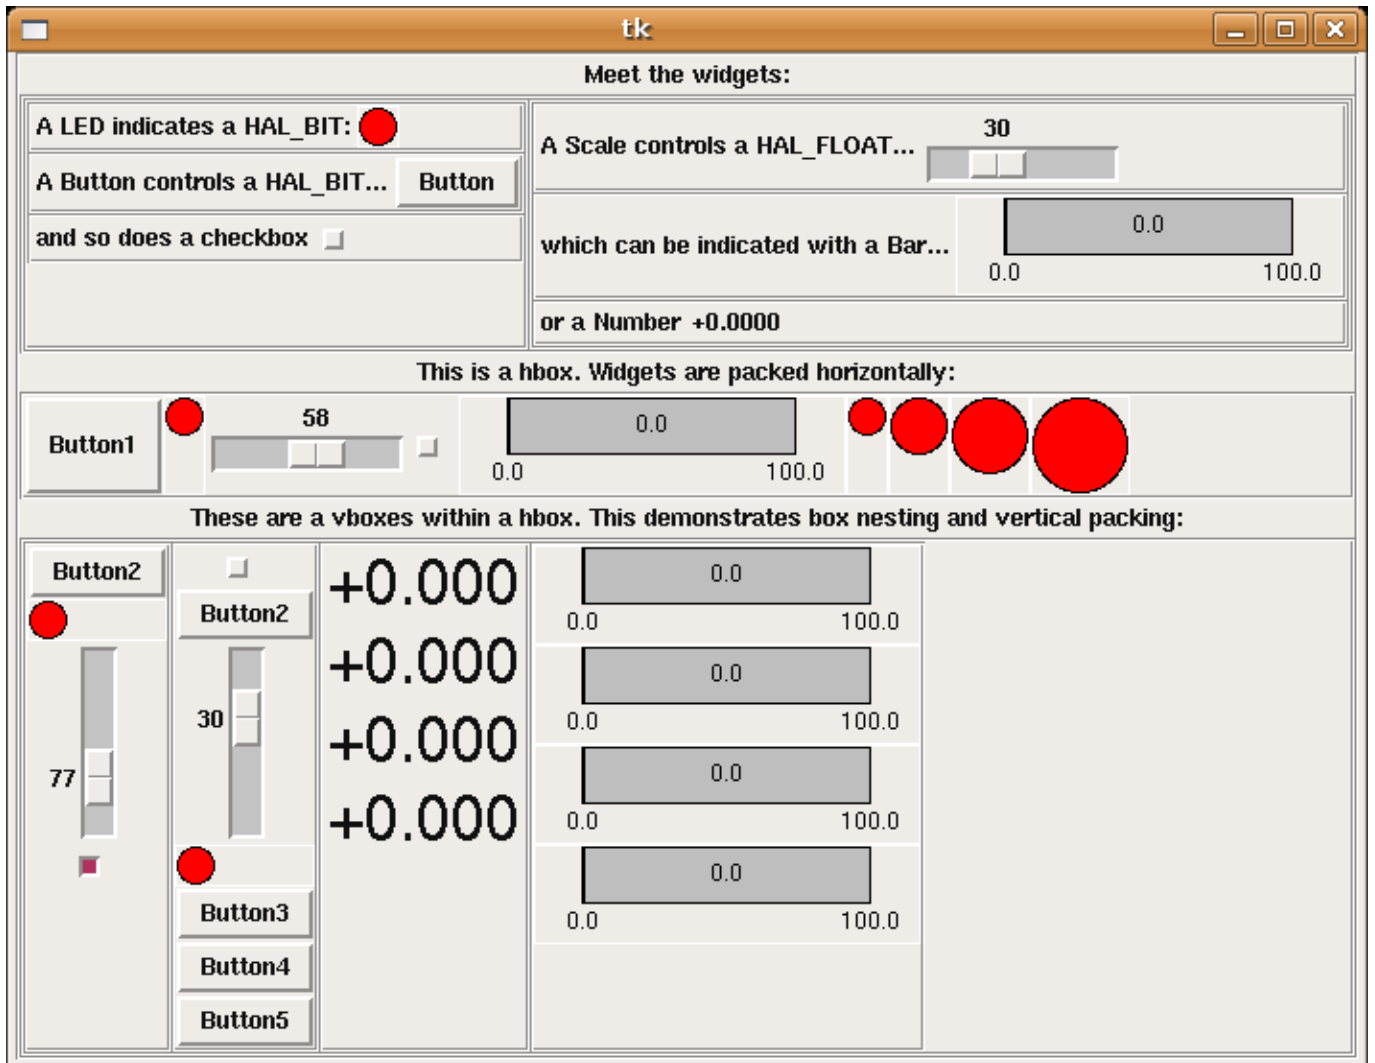 tk
Meet the widgets:
A LED indicates a HAL_BIT:
A Button controls a HAL_BIT... Button
and so does a checkbox
30
A Scale controls a HAL_FLOAT...
0.0
which can be indicated with a Bar...
0.0 100.0
or a Number +0.0000
This is a hbox. Widgets are packed horizontally:
Button1
58
0.0
0.0 100.0
These are a vboxes within a hbox. This demonstrates box nesting and vertical packing:
Button2
77
Button2
30
Button3
Button4
Button5
+0.000
+0.000
+0.000
+0.000
0.0
0.0 100.0
0.0
0.0 100.0
0.0
0.0 100.0
0.0
0.0 100.0